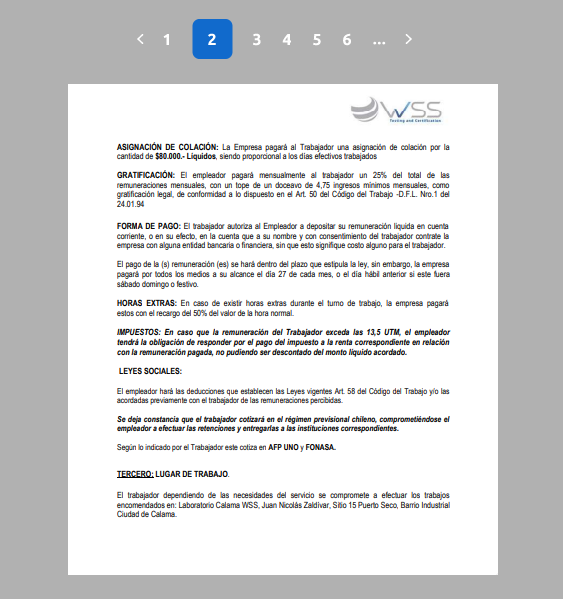 < 1 2 3 4 5 6 ... >
WSS
Testing and Certification
ASIGNACIÓN DE COLACIÓN: La Empresa pagará al Trabajador una asignación de colación por la
cantidad de $80.000.- Líquidos, siendo proporcional a los días efectivos trabajados
GRATIFICACIÓN: El empleador pagará mensualmente al trabajador un 25% del total de las
remuneraciones mensuales, con un tope de un doceavo de 4,75 ingresos mínimos mensuales, como
gratificación legal, de conformidad a lo dispuesto en el Art. 50 del Código del Trabajo -D.F.L. Nro.1 del
24.01.94
FORMA DE PAGO: El trabajador autoriza al Empleador a depositar su remuneración líquida en cuenta
corriente, o en su efecto, en la cuenta que a su nombre y con consentimiento del trabajador contrate la
empresa con alguna entidad bancaria o financiera, sin que esto signifique costo alguno para el trabajador.
El pago de la (s) remuneración (es) se hará dentro del plazo que estipula la ley, sin embargo, la empresa
pagará por todos los medios a su alcance el día 27 de cada mes, o el día hábil anterior si este fuera
sábado domingo o festivo.
HORAS EXTRAS: En caso de existir horas extras durante el turno de trabajo, la empresa pagará
estos con el recargo del 50% del valor de la hora normal.
IMPUESTOS: En caso que la remuneración del Trabajador exceda las 13,5 UTM, el empleador
tendrá la obligación de responder por el pago del impuesto a la renta correspondiente en relación
con la remuneración pagada, no pudiendo ser descontado del monto líquido acordado.
LEYES SOCIALES:
El empleador hará las deducciones que establecen las Leyes vigentes Art. 58 del Código del Trabajo y/o las
acordadas previamente con el trabajador de las remuneraciones percibidas.
Se deja constancia que el trabajador cotizará en el régimen previsional chileno, comprometiéndose el
empleador a efectuar las retenciones y entregarlas a las instituciones correspondientes.
Según lo indicado por el Trabajador este cotiza en AFP UNO y FONASA.
TERCERO: LUGAR DE TRABAJO.
El trabajador dependiendo de las necesidades del servicio se compromete a efectuar los trabajos
encomendados en: Laboratorio Calama WSS, Juan Nicolás Zaldívar, Sitio 15 Puerto Seco, Barrio Industrial
Ciudad de Calama.